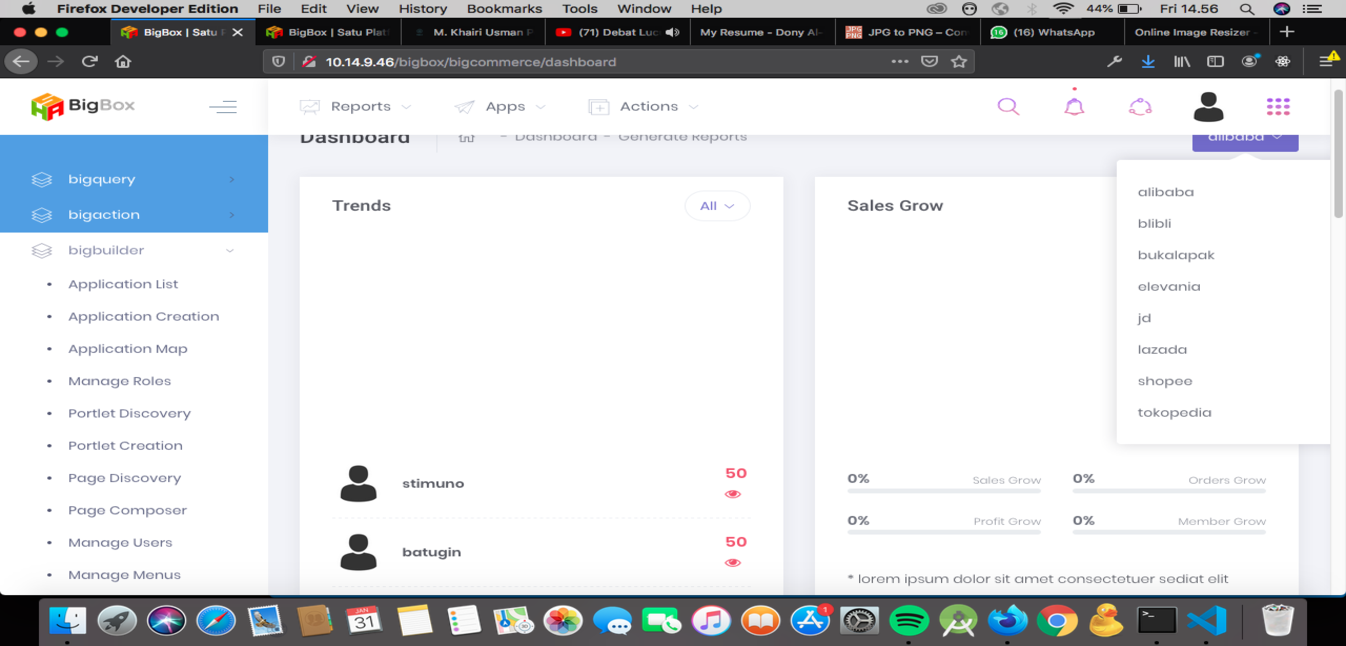 Firefox Developer Edition File Edit View History Bookmarks Tools Window Help 44% Fri 14.56
BigBox | Satu P
BigBox | Satu Plat
M. Khairi Usman P
(71) Debat Luc
My Resume - Dony Al-
JPG to PNG – Con
(16) WhatsApp
Online Image Resizer -
10.14.9.46/bigbox/bigcommerce/dashboard
BigBox
Reports Apps Actions
Dashboard - Dashboard - Generate Reports
alibaba
bigquery
bigaction
bigbuilder
Application List
Application Creation
Application Map
Manage Roles
Portlet Discovery
Portlet Creation
Page Discovery
Page Composer
Manage Users
Manage Menus
Trends
All
stimuno
50
batugin
50
Sales Grow
alibaba
blibli
bukalapak
elevania
jd
lazada
shopee
tokopedia
0% Sales Grow
0% Orders Grow
0% Profit Grow
0% Member Grow
* lorem ipsum dolor sit amet consectetuer sediat elit
JAN
31
1